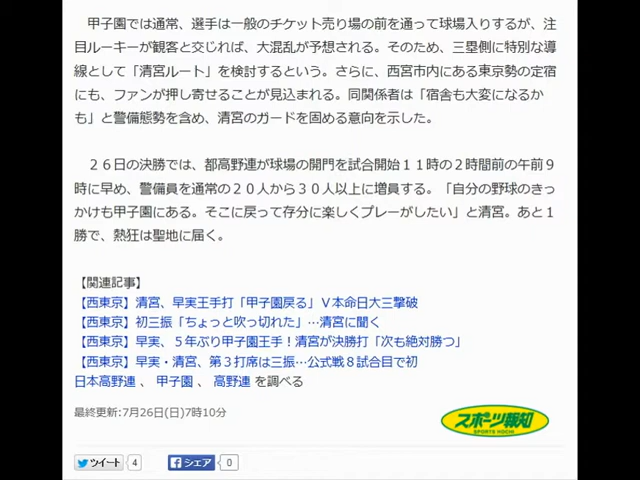 甲子園では通常、選手は一般のチケット売り場の前を通って球場入りするが、注
目ルーキーが観客と交じれば、大混乱が予想される。そのため、三塁側に特別な導
線として「清宮ルート」を検討するという。さらに、西宮市内にある東京勢の定宿
にも、ファンが押し寄せることが見込まれる。同関係者は「宿舎も大変になるか
も」と警備態勢を含め、清宮のガードを固める意向を示した。
２６日の決勝では、都高野連が球場の開門を試合開始１１時の２時間前の午前９
時に早め、警備員を通常の２０人から３０人以上に増員する。「自分の野球のきっ
かけも甲子園にある。そこに戻って存分に楽しくプレーがしたい」と清宮。あと１
勝で、熱狂は聖地に届く。
【関連記事】
【西東京】清宮、早実王手打「甲子園戻る」Ｖ本命日大三撃破
【西東京】初三振「ちょっと吹っ切れた」…清宮に聞く
【西東京】早実、５年ぶり甲子園王手！清宮が決勝打「次も絶対勝つ」
【西東京】早実・清宮、第３打席は三振…公式戦８試合目で初
日本高野連 、 甲子園 、 高野連 を調べる
最終更新:7月26日(日)7時10分
スポーツ報知
SPORTS HOCHI
ツイート 4 シェア 0